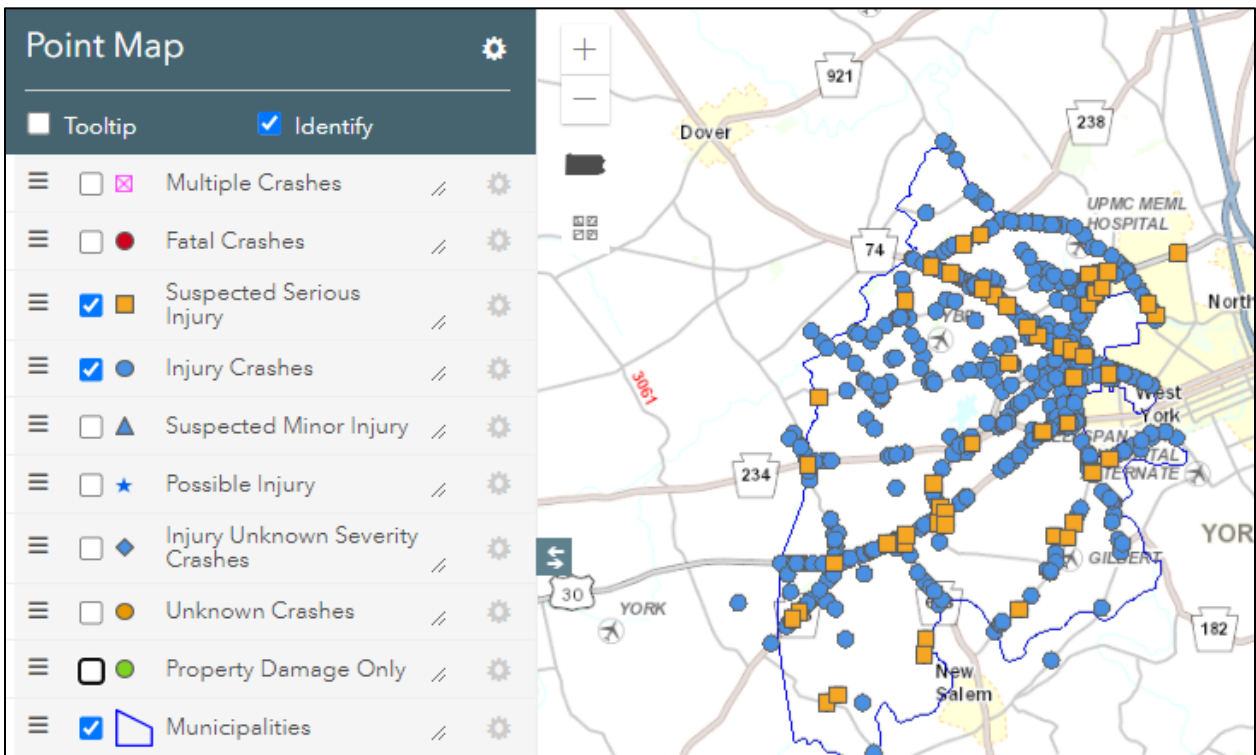 Point Map
Tooltip
Identify
Multiple Crashes
Fatal Crashes
Suspected Serious
Injury
Injury Crashes
Suspected Minor Injury
Possible Injury
Injury Unknown Severity
Crashes
Unknown Crashes
Property Damage Only
Municipalities
921
Dover
238
UPMC MEML
HOSPITAL
74
North
3061
West
York
234
YOR
GILBERT
30
YORK
182
New
Salem